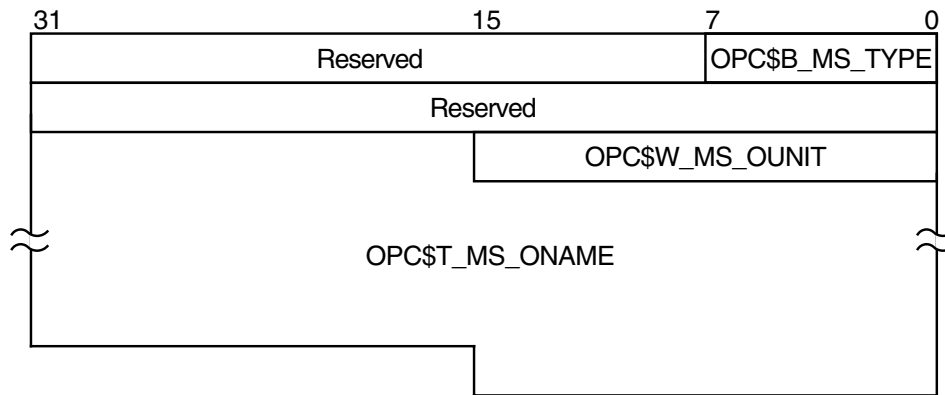 31 15 7 0
Reserved OPC$B_MS_TYPE
Reserved
OPC$W_MS_OUNIT
OPC$T_MS_ONAME